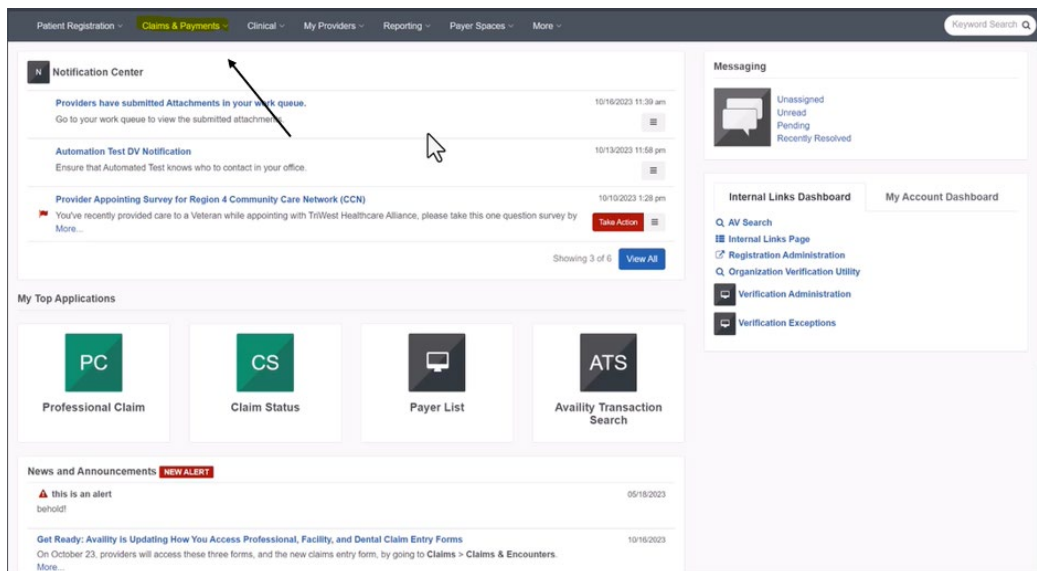 Patient Registration Claims & Payments Clinical My Providers Reporting Payer Spaces More Keyword Search
N Notification Center
Providers have submitted Attachments in your work queue. 10/16/2023 11:39 am
Go to your work queue to view the submitted attachments.
Automation Test DV Notification 10/13/2023 11:58 pm
Ensure that Automated Test knows who to contact in your office.
Provider Appointing Survey for Region 4 Community Care Network (CCN) 10/10/2023 1:28 pm
You've recently provided care to a Veteran while appointing with TriWest Healthcare Alliance, please take this one question survey by Take Action
More...
Showing 3 of 6 View All
Messaging
Unassigned
Unread
Pending
Recently Resolved
Internal Links Dashboard My Account Dashboard
AV Search
Internal Links Page
Registration Administration
Organization Verification Utility
Verification Administration
Verification Exceptions
My Top Applications
PC CS ATS
Professional Claim Claim Status Payer List Availity Transaction
Search
News and Announcements NEW ALERT
this is an alert 05/18/2023
behold!
Get Ready: Availity is Updating How You Access Professional, Facility, and Dental Claim Entry Forms 10/16/2023
On October 23, providers will access these three forms, and the new claims entry form, by going to Claims > Claims & Encounters.
More...